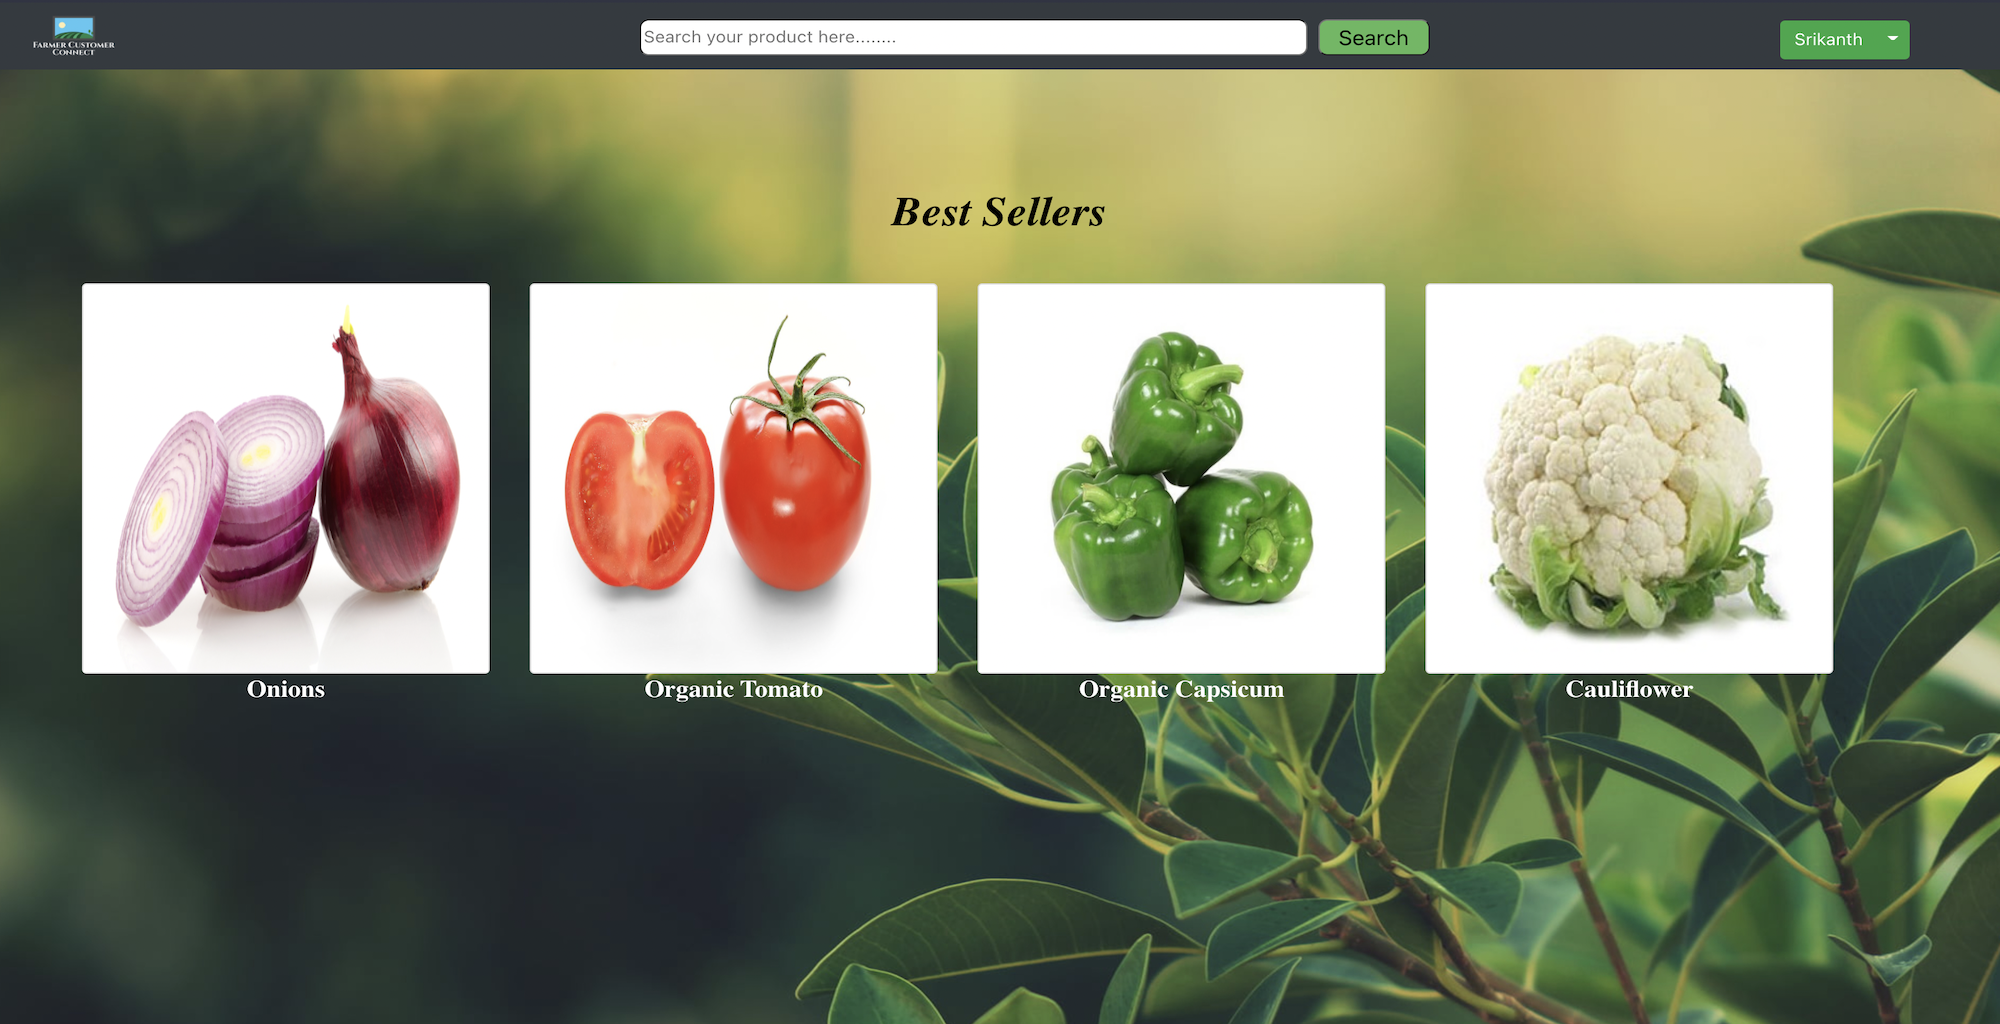 FARMER CUSTOMER
CONNECT
Search your product here........
Search
Srikanth
Best Sellers
Onions
Organic Tomato
Organic Capsicum
Cauliflower